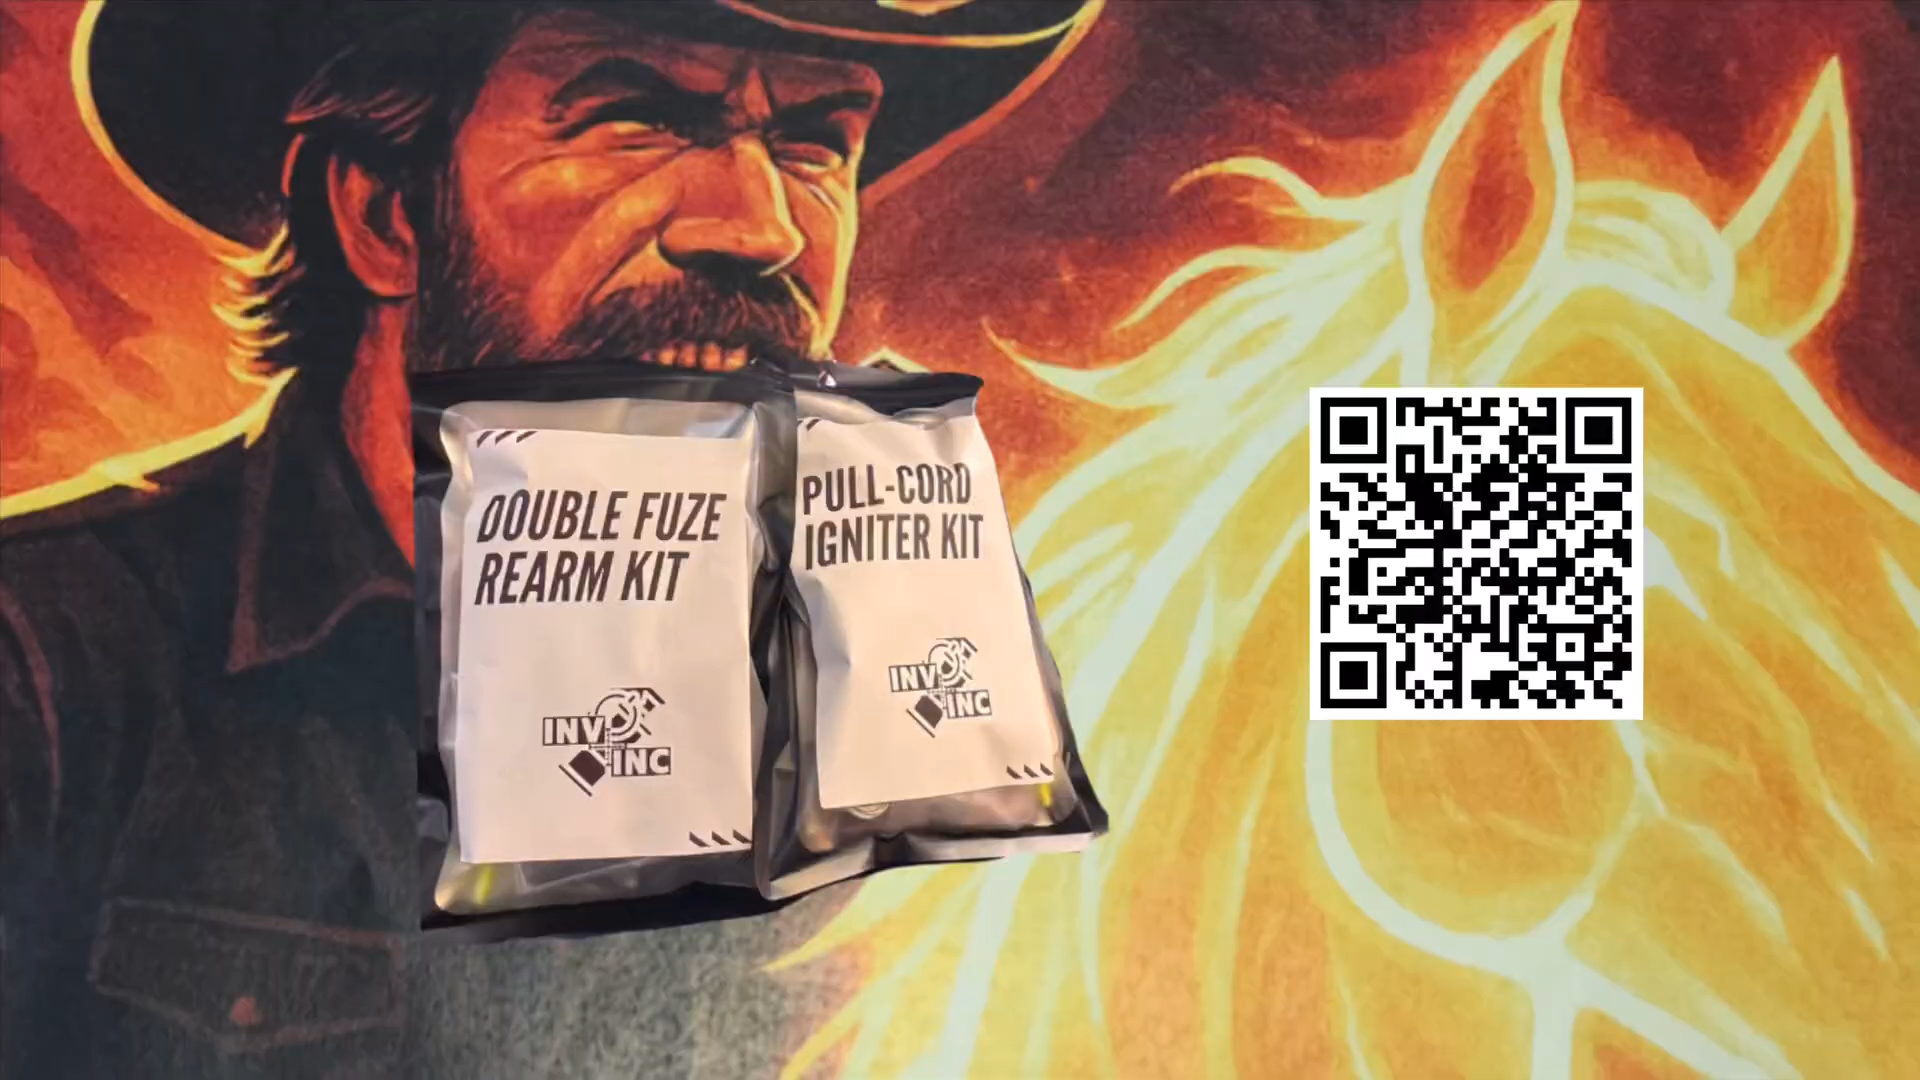 DOUBLE FUZE
REARM KIT
INV
INC
PULL-CORD
IGNITER KIT
INV
INC